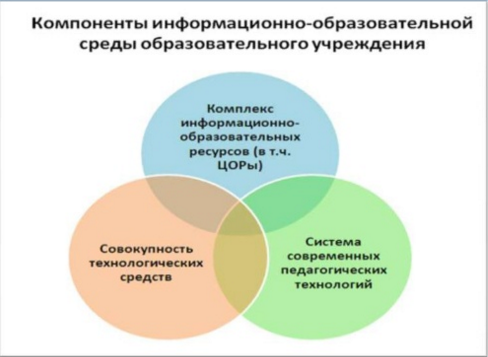 Компоненты информационно-образовательной
среды образовательного учреждения
Комплекс
информационно-
образовательных
ресурсов (в т.ч.
ЦОРы)
Совокупность
технологических
средств
Система
современных
педагогических
технологий